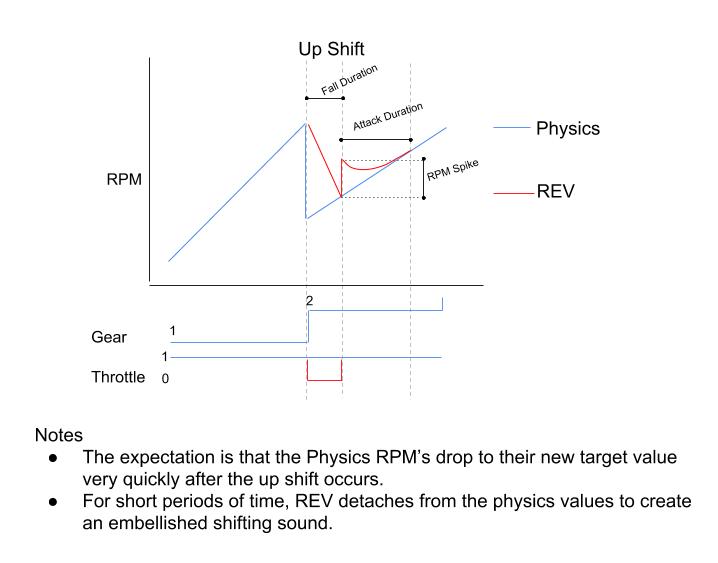 Up Shift
Fall Duration
Attack Duration
Physics
RPM Spike
RPM
REV
2
Gear
1
1
Throttle 0
Notes
● The expectation is that the Physics RPM's drop to their new target value
very quickly after the up shift occurs.
● For short periods of time, REV detaches from the physics values to create
an embellished shifting sound.